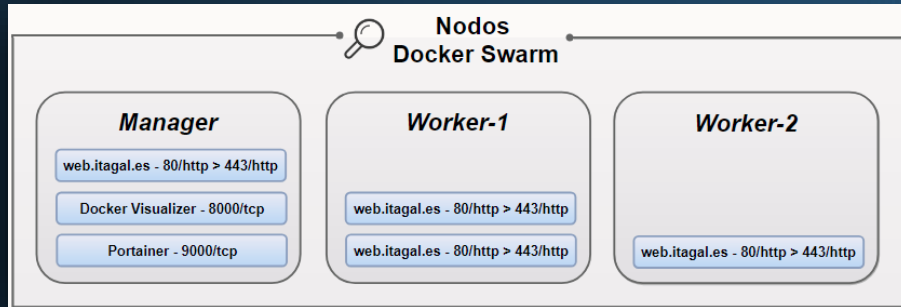 Nodos
Docker Swarm
Manager
web.itagal.es - 80/http > 443/http
Docker Visualizer - 8000/tcp
Portainer - 9000/tcp
Worker-1
web.itagal.es - 80/http > 443/http
web.itagal.es - 80/http > 443/http
Worker-2
web.itagal.es - 80/http > 443/http